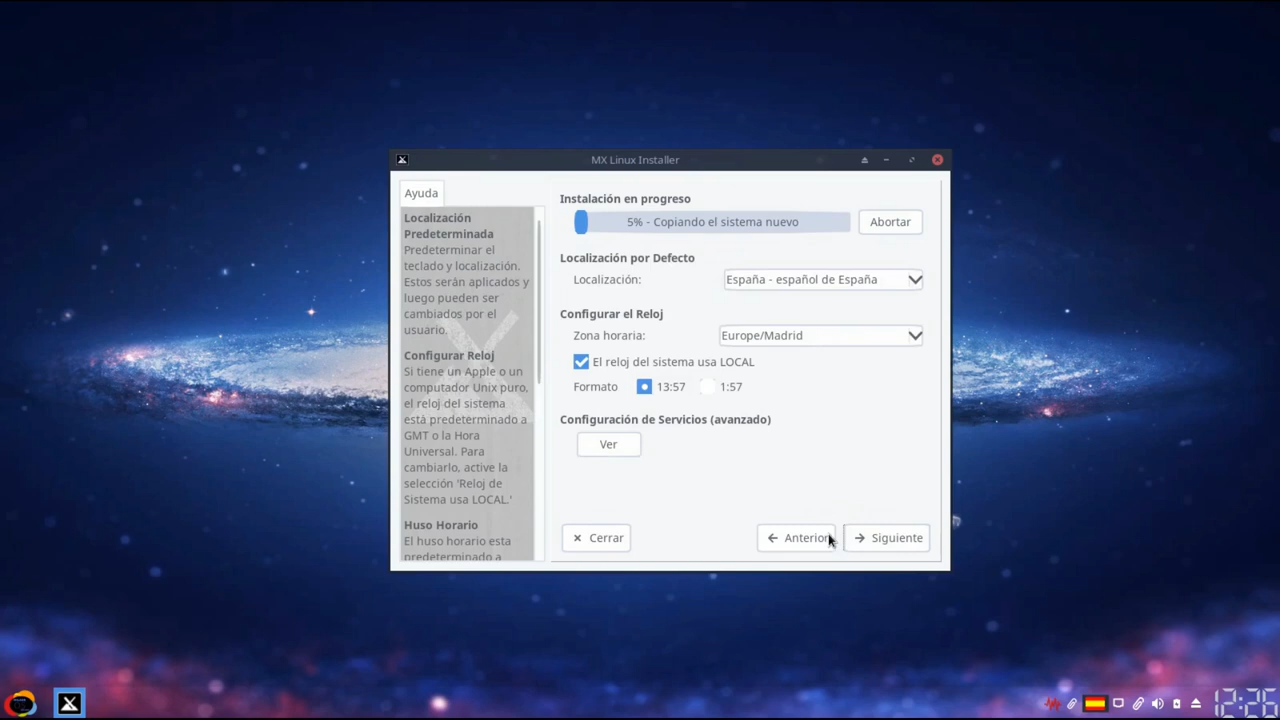 MX Linux Installer
Ayuda
Localización
Predeterminada
Predeterminar el
teclado y localización.
Estos serán aplicados y
luego pueden ser
cambiados por el
usuario.
Configurar Reloj
Si tiene un Apple o un
computador Unix puro,
el reloj del sistema
está predeterminado a
GMT o la Hora
Universal. Para
cambiarlo, active la
selección 'Reloj de
Sistema usa LOCAL.'
Huso Horario
El huso horario esta
predeterminado a
Instalación en progreso
5% - Copiando el sistema nuevo
Abortar
Localización por Defecto
Localización:
España - español de España
Configurar el Reloj
Zona horaria:
Europe/Madrid
El reloj del sistema usa LOCAL
Formato
13:57
1:57
Configuración de Servicios (avanzado)
Ver
Cerrar
Anterior
Siguiente
12:26